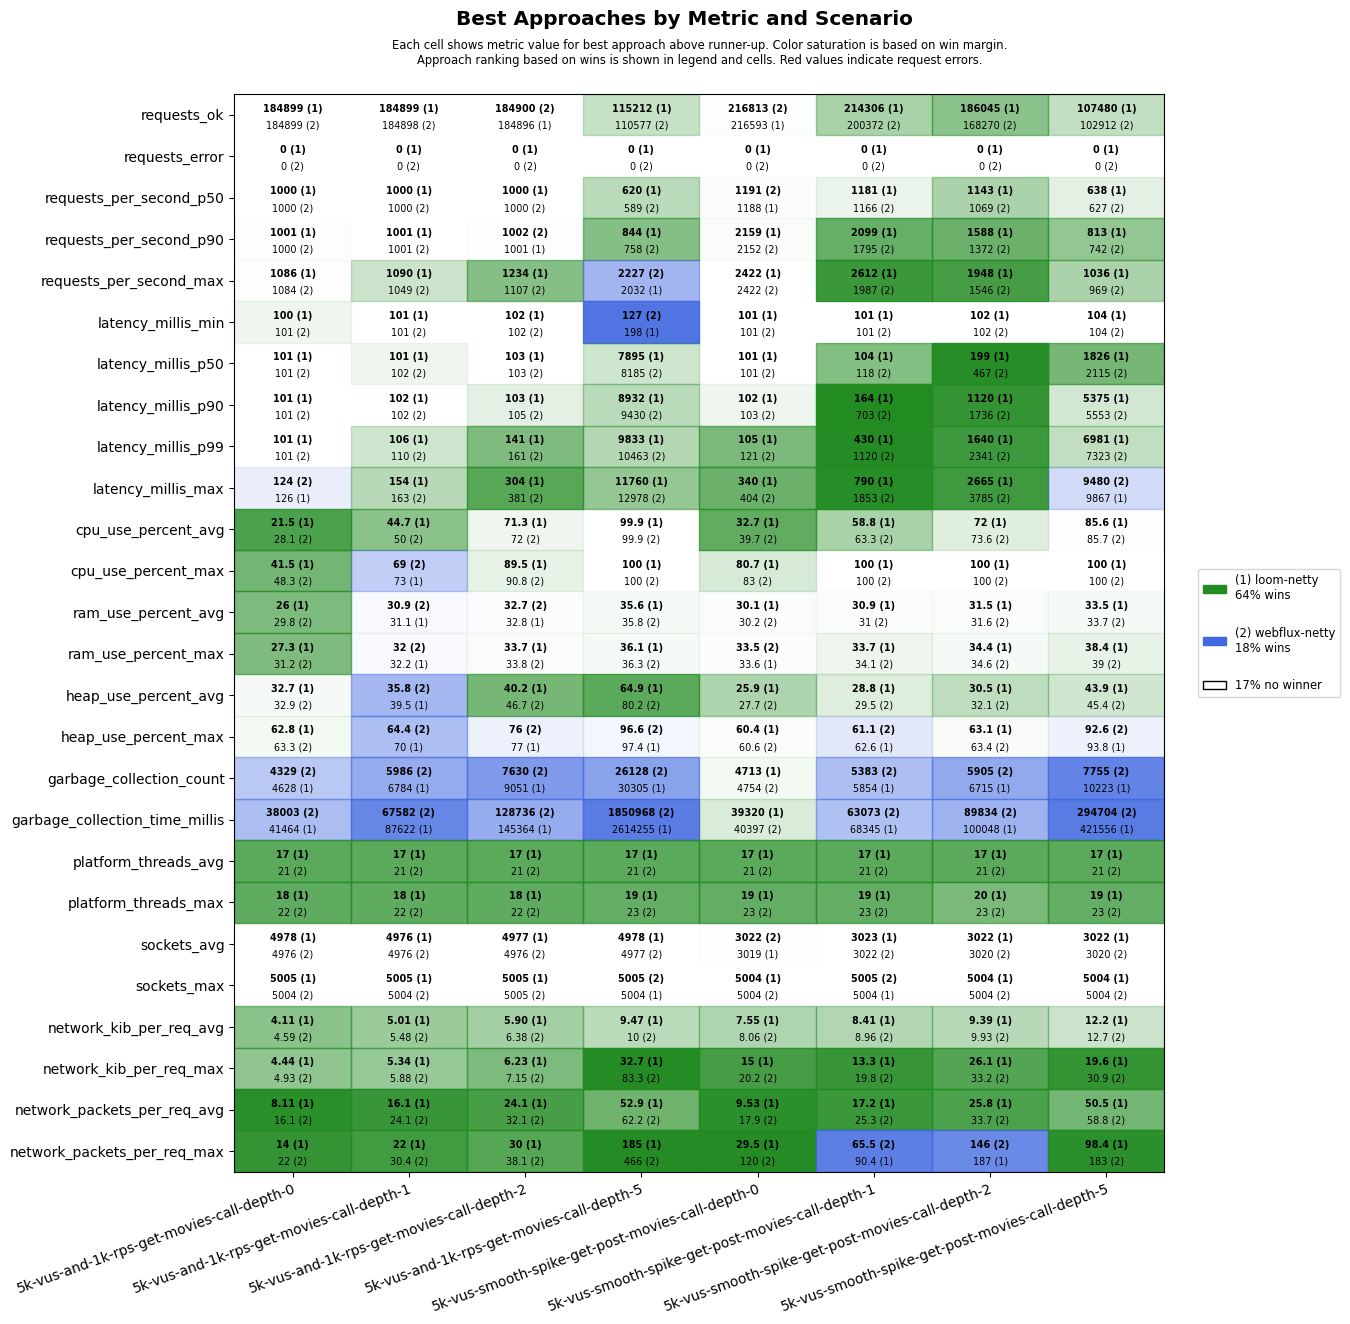 Best Approaches by Metric and Scenario
Each cell shows metric value for best approach above runner-up. Color saturation is based on win margin.
Approach ranking based on wins is shown in legend and cells. Red values indicate request errors.
requests_ok
184899 (1) 184899 (1) 184900 (2) 115212 (1) 216813 (2) 214306 (1) 186045 (1) 107480 (1)
184899 (2) 184898 (2) 184896 (1) 110577 (2) 216593 (1) 200372 (2) 168270 (2) 102912 (2)
requests_error
0 (1) 0 (1) 0 (1) 0 (1) 0 (1) 0 (1) 0 (1) 0 (1)
0 (2) 0 (2) 0 (2) 0 (2) 0 (2) 0 (2) 0 (2) 0 (2)
requests_per_second_p50
1000 (1) 1000 (1) 1000 (1) 620 (1) 1191 (2) 1181 (1) 1143 (1) 638 (1)
1000 (2) 1000 (2) 1000 (2) 589 (2) 1188 (1) 1166 (2) 1069 (2) 627 (2)
requests_per_second_p90
1001 (1) 1001 (1) 1002 (2) 844 (1) 2159 (1) 2099 (1) 1588 (1) 813 (1)
1000 (2) 1001 (2) 1001 (1) 758 (2) 2152 (2) 1795 (2) 1372 (2) 742 (2)
requests_per_second_max
1086 (1) 1090 (1) 1234 (1) 2227 (2) 2422 (1) 2612 (1) 1948 (1) 1036 (1)
1084 (2) 1049 (2) 1107 (2) 2032 (1) 2422 (2) 1987 (2) 1546 (2) 969 (2)
latency_millis_min
100 (1) 101 (1) 102 (1) 127 (2) 101 (1) 101 (1) 102 (1) 104 (1)
101 (2) 101 (2) 102 (2) 198 (1) 101 (2) 101 (2) 102 (2) 104 (2)
latency_millis_p50
101 (1) 101 (1) 103 (1) 7895 (1) 101 (1) 104 (1) 199 (1) 1826 (1)
101 (2) 102 (2) 103 (2) 8185 (2) 101 (2) 118 (2) 467 (2) 2115 (2)
latency_millis_p90
101 (1) 102 (1) 103 (1) 8932 (1) 102 (1) 164 (1) 1120 (1) 5375 (1)
101 (2) 102 (2) 105 (2) 9430 (2) 103 (2) 703 (2) 1736 (2) 5553 (2)
latency_millis_p99
101 (1) 106 (1) 141 (1) 9833 (1) 105 (1) 430 (1) 1640 (1) 6981 (1)
101 (2) 110 (2) 161 (2) 10463 (2) 121 (2) 1120 (2) 2341 (2) 7323 (2)
latency_millis_max
124 (2) 154 (1) 304 (1) 11760 (1) 340 (1) 790 (1) 2665 (1) 9480 (2)
126 (1) 163 (2) 381 (2) 12978 (2) 404 (2) 1853 (2) 3785 (2) 9867 (1)
cpu_use_percent_avg
21.5 (1) 44.7 (1) 71.3 (1) 99.9 (1) 32.7 (1) 58.8 (1) 72 (1) 85.6 (1)
28.1 (2) 50 (2) 72 (2) 99.9 (2) 39.7 (2) 63.3 (2) 73.6 (2) 85.7 (2)
cpu_use_percent_max
41.5 (1) 69 (2) 89.5 (1) 100 (1) 80.7 (1) 100 (1) 100 (1) 100 (1)
48.3 (2) 73 (1) 90.8 (2) 100 (2) 83 (2) 100 (2) 100 (2) 100 (2)
ram_use_percent_avg
26 (1) 30.9 (2) 32.7 (2) 35.6 (1) 30.1 (1) 30.9 (1) 31.5 (1) 33.5 (1)
29.8 (2) 31.1 (1) 32.8 (1) 35.8 (2) 30.2 (2) 31 (2) 31.6 (2) 33.7 (2)
ram_use_percent_max
27.3 (1) 32 (2) 33.7 (1) 36.1 (1) 33.5 (2) 33.7 (1) 34.4 (1) 38.4 (1)
31.2 (2) 32.2 (1) 33.8 (2) 36.3 (2) 33.6 (1) 34.1 (2) 34.6 (2) 39 (2)
heap_use_percent_avg
32.7 (1) 35.8 (2) 40.2 (1) 64.9 (1) 25.9 (1) 28.8 (1) 30.5 (1) 43.9 (1)
32.9 (2) 39.5 (1) 46.7 (2) 80.2 (2) 27.7 (2) 29.5 (2) 32.1 (2) 45.4 (2)
heap_use_percent_max
62.8 (1) 64.4 (2) 76 (2) 96.6 (2) 60.4 (1) 61.1 (2) 63.1 (1) 92.6 (2)
63.3 (2) 70 (1) 77 (1) 97.4 (1) 60.6 (2) 62.6 (1) 63.4 (2) 93.8 (1)
garbage_collection_count
4329 (2) 5986 (2) 7630 (2) 26128 (2) 4713 (1) 5383 (2) 5905 (2) 7755 (2)
4628 (1) 6784 (1) 9051 (1) 30305 (1) 4754 (2) 5854 (1) 6715 (1) 10223 (1)
garbage_collection_time_millis
38003 (2) 67582 (2) 128736 (2) 1850968 (2) 39320 (1) 63073 (2) 89834 (2) 294704 (2)
41464 (1) 87622 (1) 145364 (1) 2614255 (1) 40397 (2) 68345 (1) 100048 (1) 421556 (1)
platform_threads_avg
17 (1) 17 (1) 17 (1) 17 (1) 17 (1) 17 (1) 17 (1) 17 (1)
21 (2) 21 (2) 21 (2) 21 (2) 21 (2) 21 (2) 21 (2) 21 (2)
platform_threads_max
18 (1) 18 (1) 18 (1) 19 (1) 19 (1) 19 (1) 20 (1) 19 (1)
22 (2) 22 (2) 22 (2) 23 (2) 23 (2) 23 (2) 23 (2) 23 (2)
sockets_avg
4978 (1) 4976 (1) 4977 (1) 4978 (1) 3022 (2) 3023 (1) 3022 (1) 3022 (1)
4976 (2) 4976 (2) 4976 (2) 4977 (2) 3019 (1) 3022 (2) 3020 (2) 3020 (2)
sockets_max
5005 (1) 5005 (1) 5005 (1) 5005 (2) 5004 (1) 5005 (2) 5004 (1) 5004 (1)
5004 (2) 5004 (2) 5005 (2) 5004 (1) 5004 (2) 5004 (1) 5004 (2) 5004 (2)
network_kib_per_req_avg
4.11 (1) 5.01 (1) 5.90 (1) 9.47 (1) 7.55 (1) 8.41 (1) 9.39 (1) 12.2 (1)
4.59 (2) 5.48 (2) 6.38 (2) 10 (2) 8.06 (2) 8.96 (2) 9.93 (2) 12.7 (2)
network_kib_per_req_max
4.44 (1) 5.34 (1) 6.23 (1) 32.7 (1) 15 (1) 13.3 (1) 26.1 (1) 19.6 (1)
4.93 (2) 5.88 (2) 7.15 (2) 83.3 (2) 20.2 (2) 19.8 (2) 33.2 (2) 30.9 (2)
network_packets_per_req_avg
8.11 (1) 16.1 (1) 24.1 (1) 52.9 (1) 9.53 (1) 17.2 (1) 25.8 (1) 50.5 (1)
16.1 (2) 24.1 (2) 32.1 (2) 62.2 (2) 17.9 (2) 25.3 (2) 33.7 (2) 58.8 (2)
network_packets_per_req_max
14 (1) 22 (1) 30 (1) 185 (1) 29.5 (1) 65.5 (2) 146 (2) 98.4 (1)
22 (2) 30.4 (2) 38.1 (2) 466 (2) 120 (2) 90.4 (1) 187 (1) 183 (2)
5k-vus-and-1k-rps-get-movies-call-depth-0
5k-vus-and-1k-rps-get-movies-call-depth-1
5k-vus-and-1k-rps-get-movies-call-depth-2
5k-vus-and-1k-rps-get-movies-call-depth-5
5k-vus-smooth-spike-get-post-movies-call-depth-0
5k-vus-smooth-spike-get-post-movies-call-depth-1
5k-vus-smooth-spike-get-post-movies-call-depth-2
5k-vus-smooth-spike-get-post-movies-call-depth-5
(1) loom-netty
64% wins
(2) webflux-netty
18% wins
17% no winner